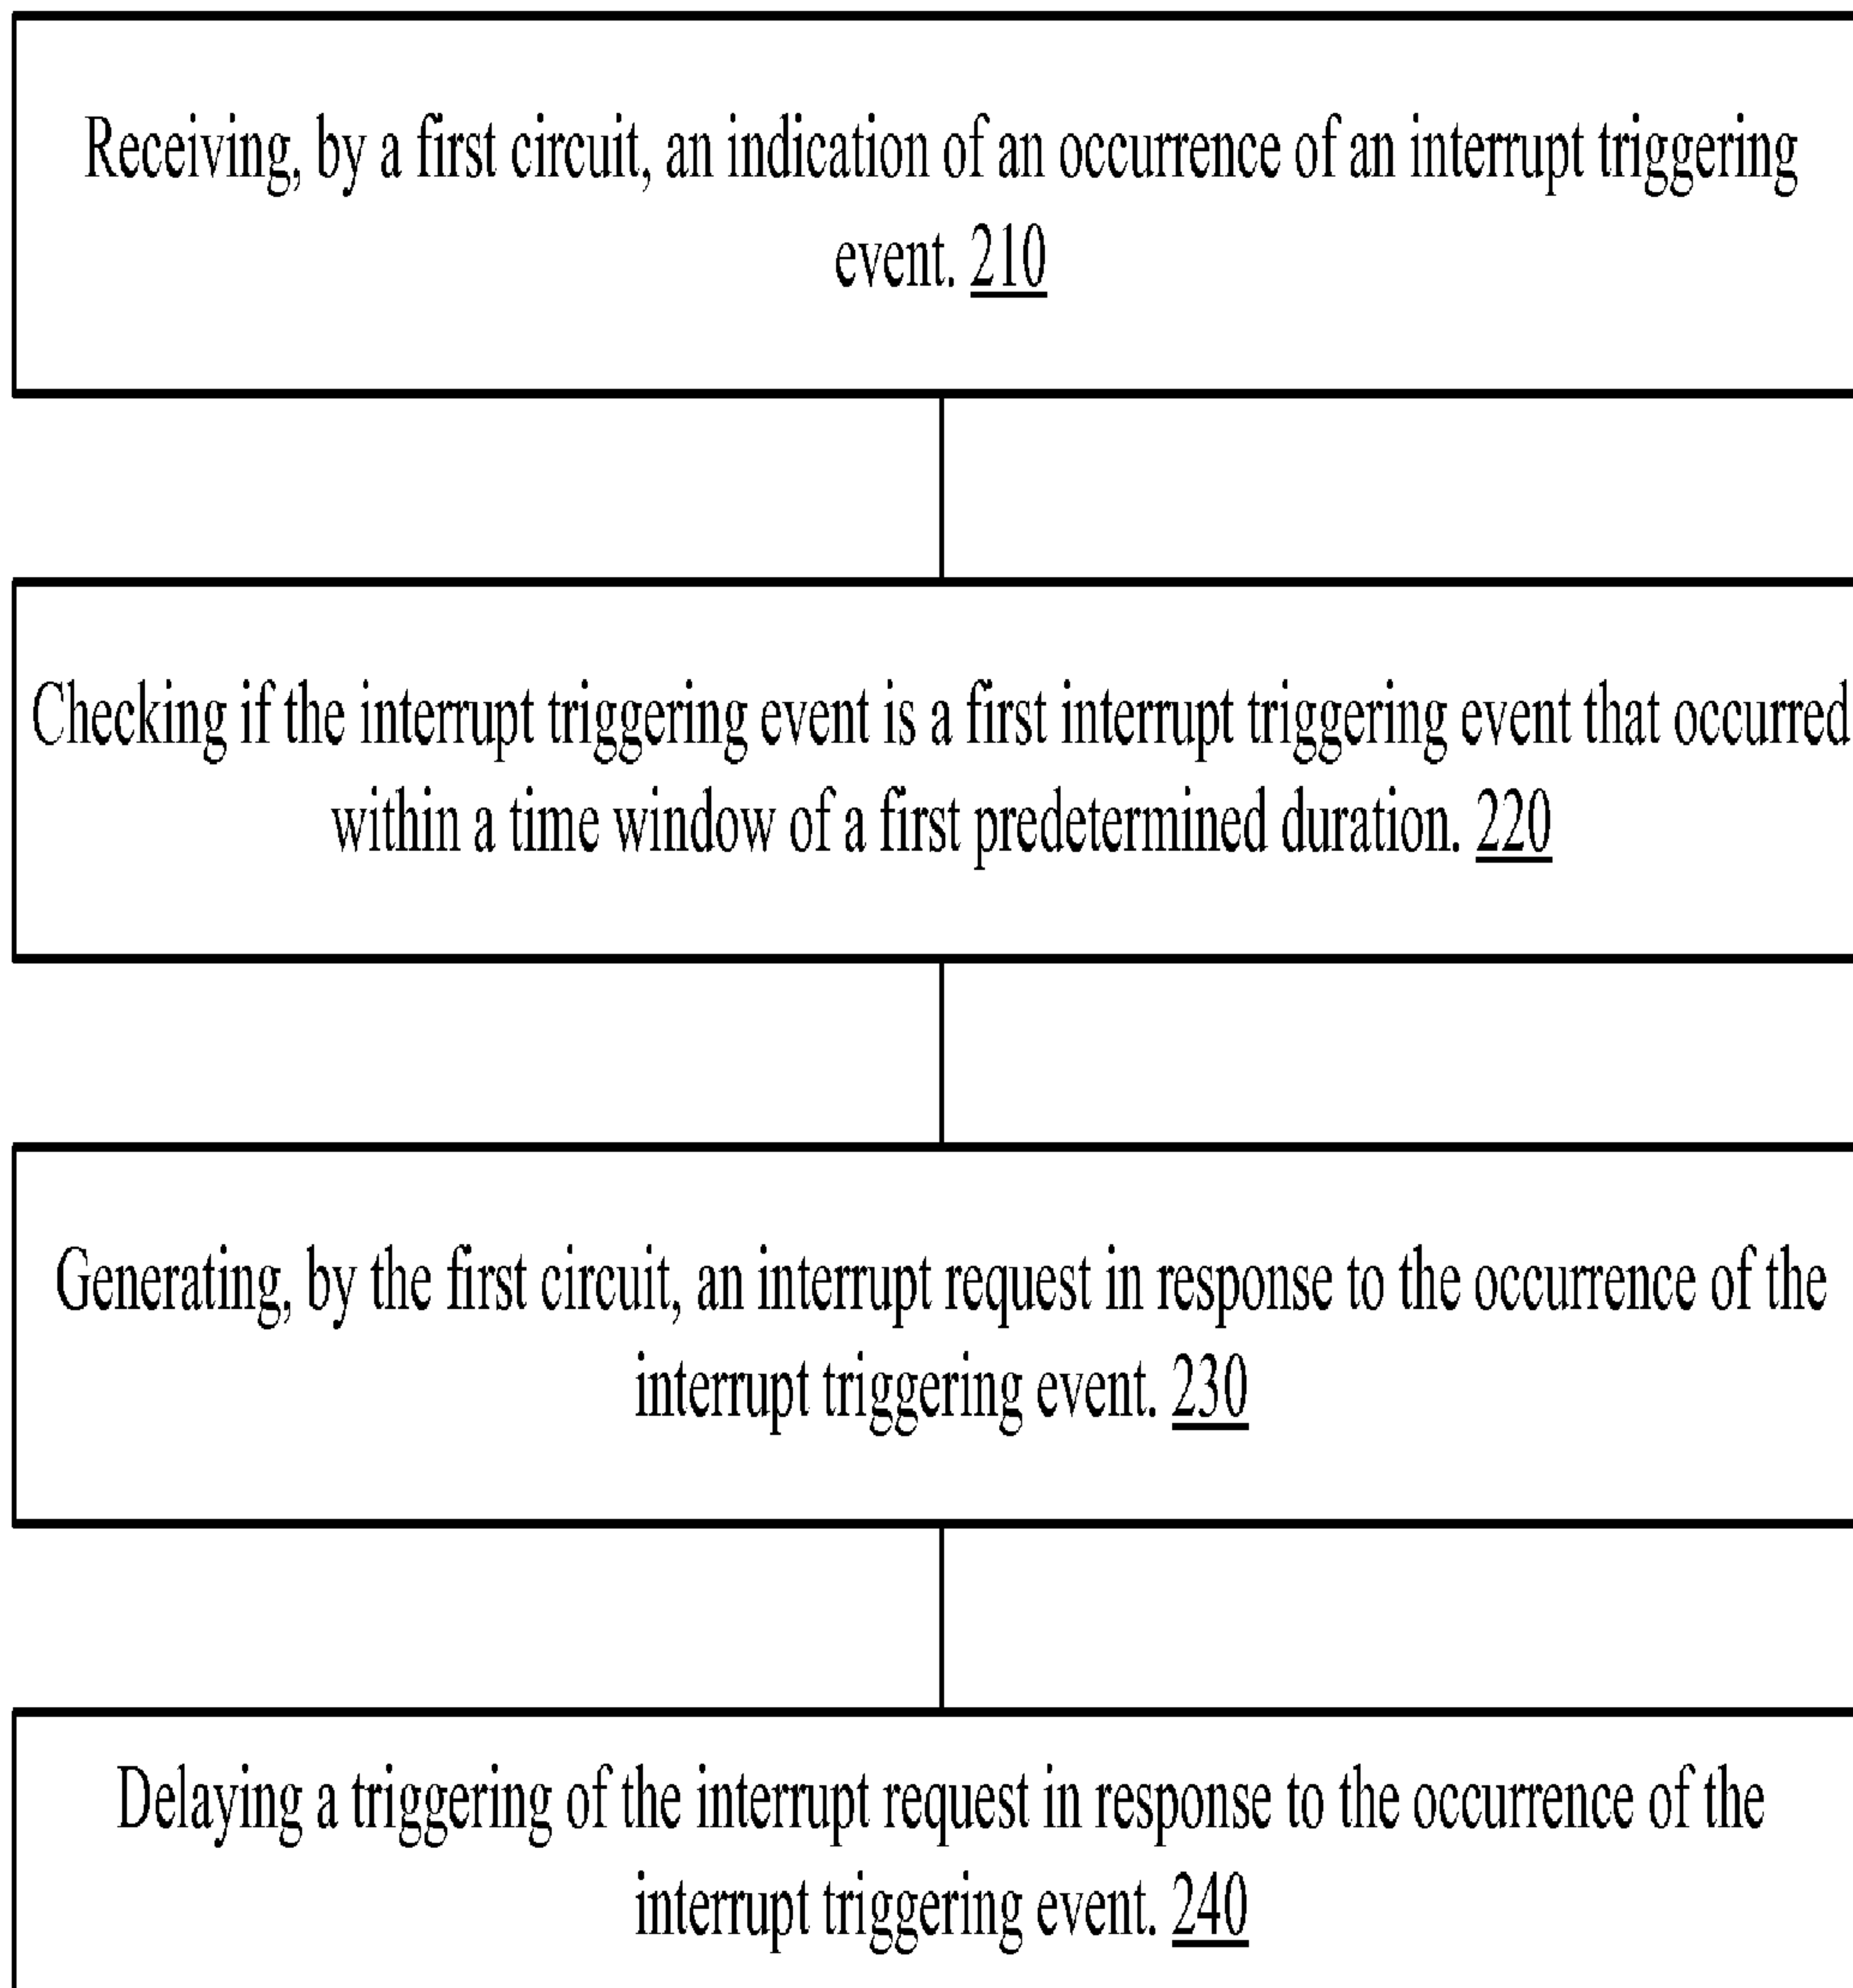 Receiving, by a first circuit, an indication of an occurrence of an interrupt triggering
event. 210
Checking if the interrupt triggering event is a first interrupt triggering event that occurred
within a time window of a first predetermined duration. 220
Generating, by the first circuit, an interrupt request in response to the occurrence of the
interrupt triggering event. 230
Delaying a triggering of the interrupt request in response to the occurrence of the
interrupt triggering event. 240